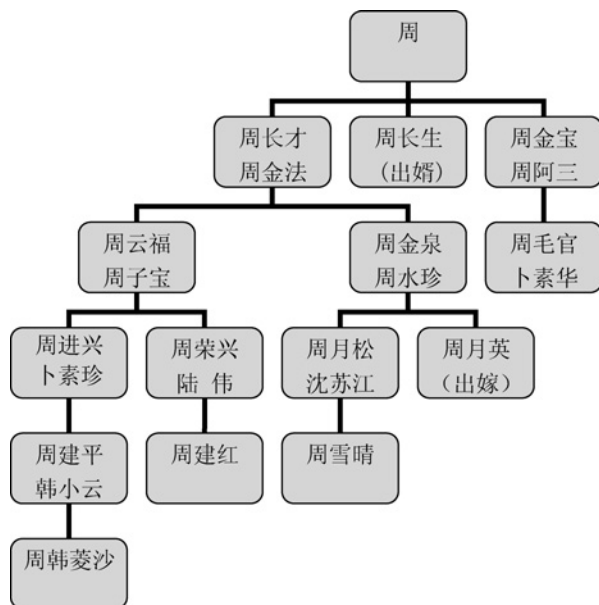 周
周长才
周金法
周长生
(出婿)
周金宝
周阿三
周云福
周子宝
周金泉
周水珍
周毛官
卜素华
周进兴
卜素珍
周荣兴
陆 伟
周月松
沈苏江
周月英
（出嫁）
周建平
韩小云
周建红
周雪晴
周韩菱沙